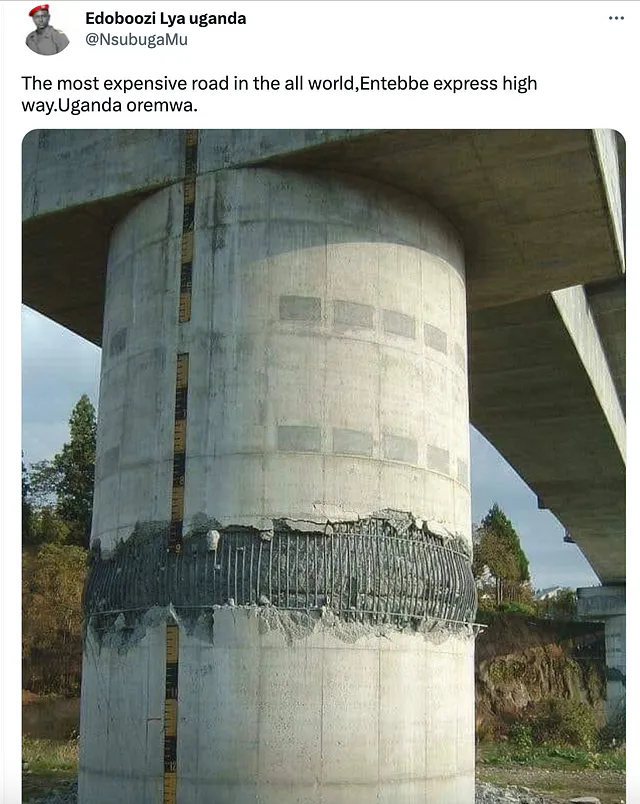 Edoboozi Lya uganda
@NsubugaMu
The most expensive road in the all world,Entebbe express high
way.Uganda oremwa.